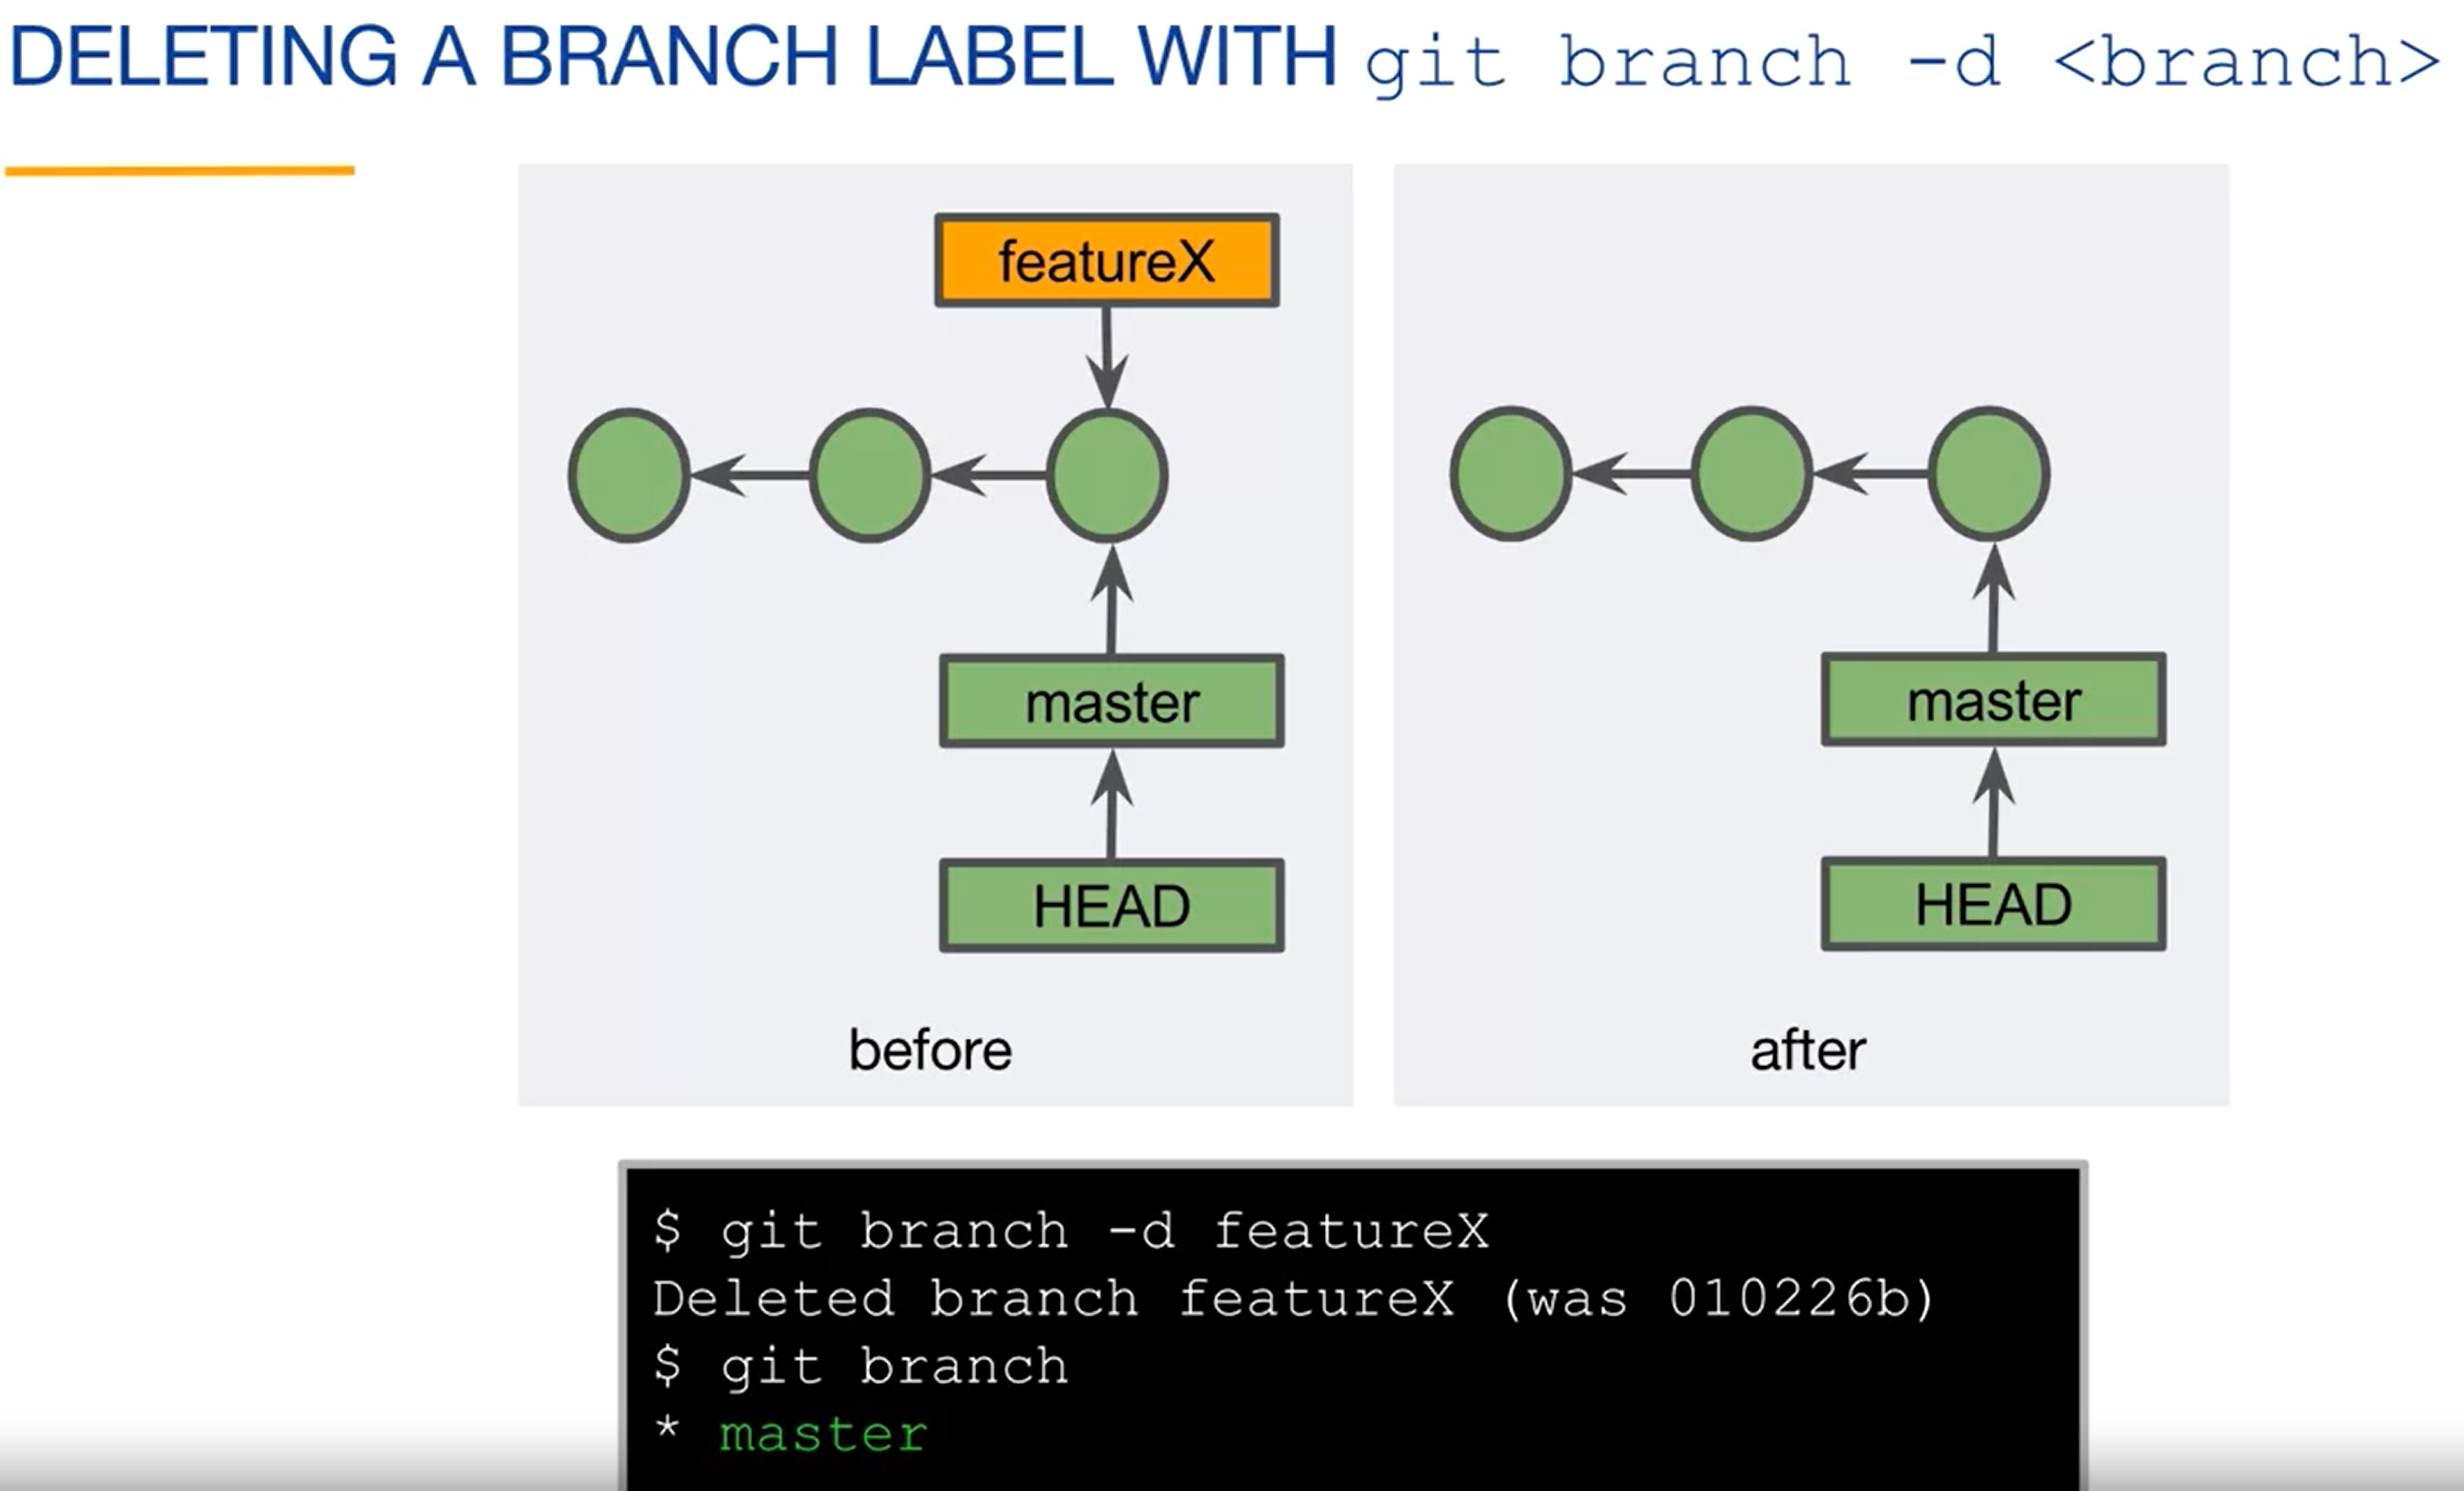 DELETING A BRANCH LABEL WITH git branch -d <branch>
featureX
master
HEAD
before
master
HEAD
after
$ git branch -d featureX
Deleted branch featureX (was 010226b)
$ git branch
* master